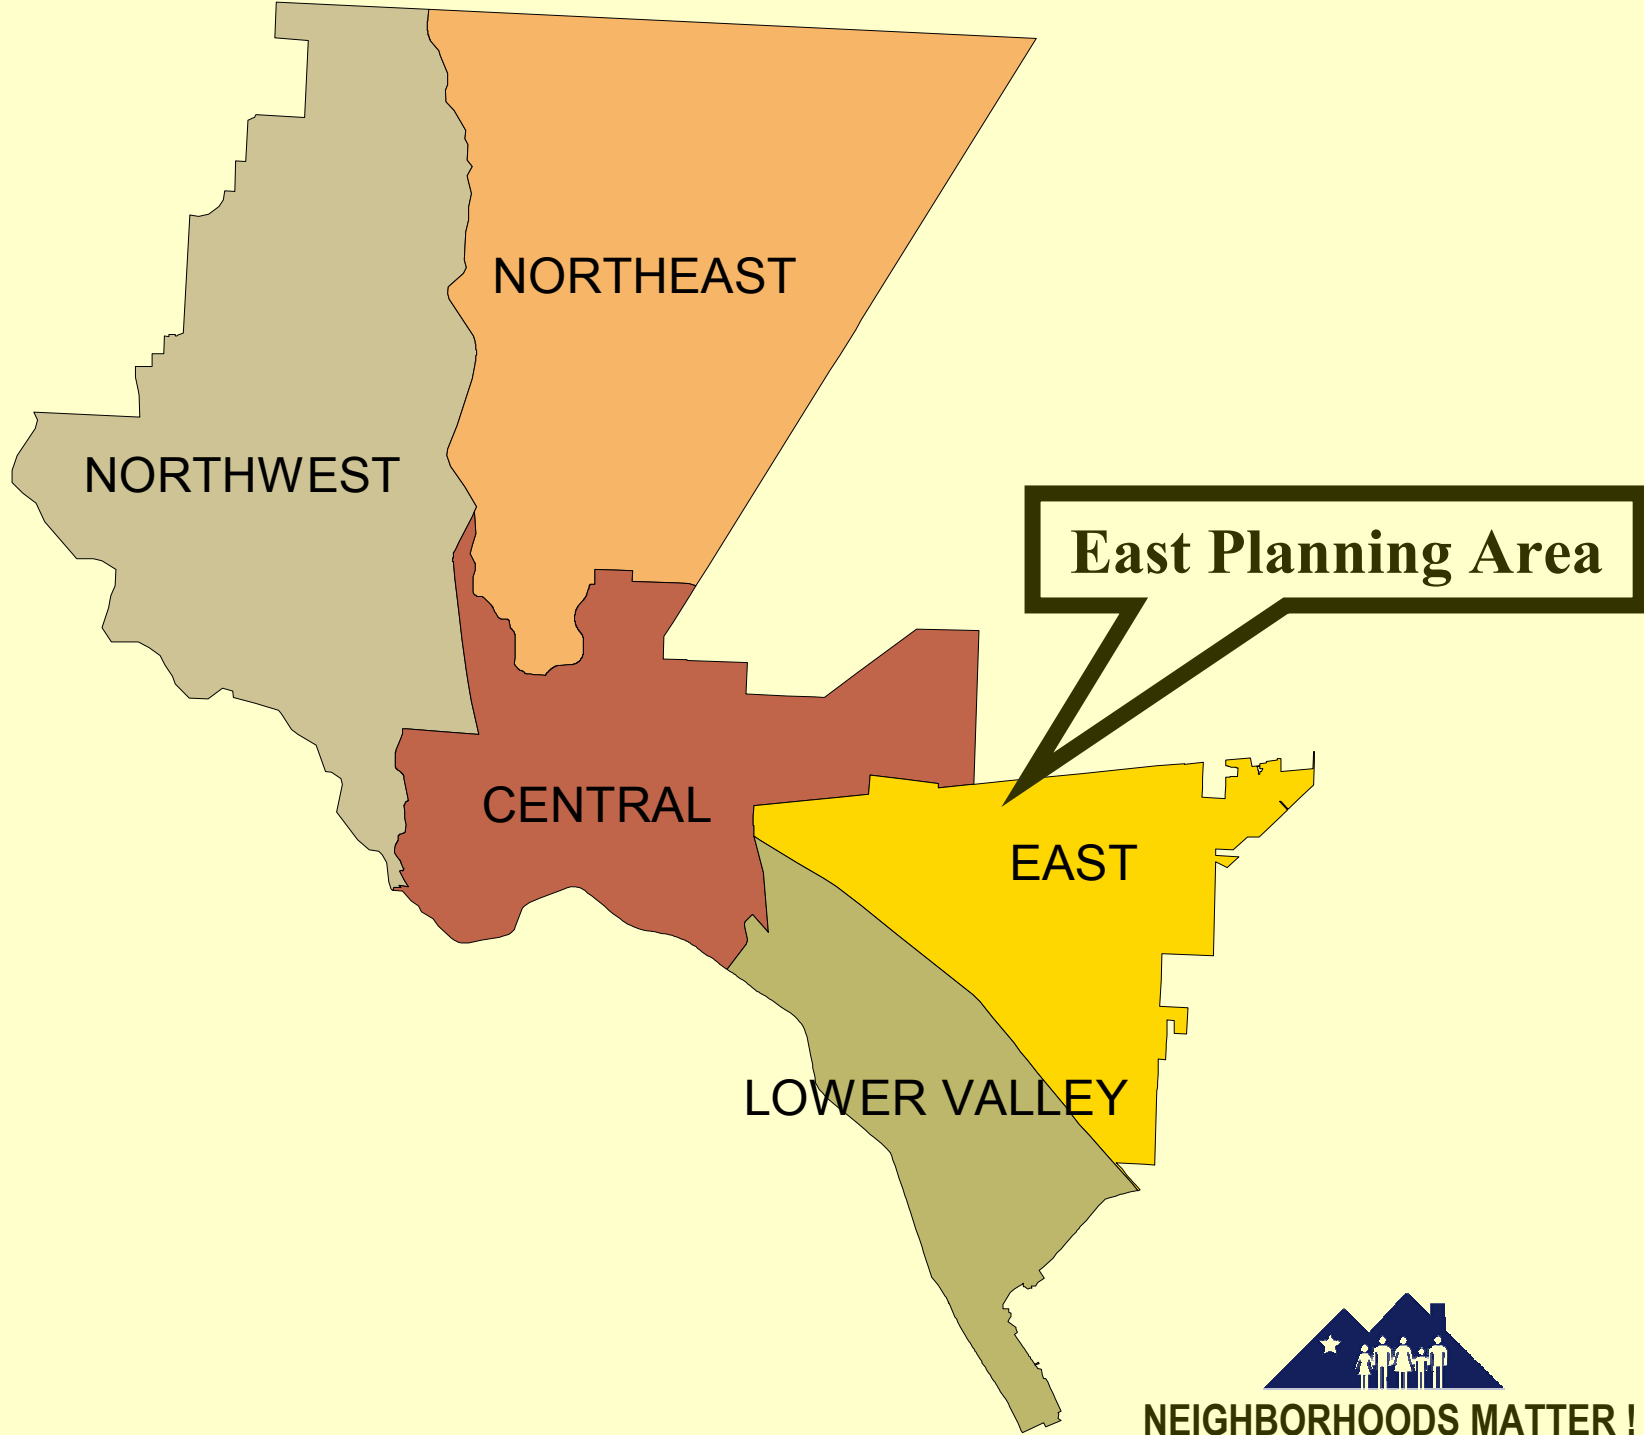 NORTHEAST
NORTHWEST
East Planning Area
CENTRAL
EAST
LOWER VALLEY
NEIGHBORHOODS MATTER !